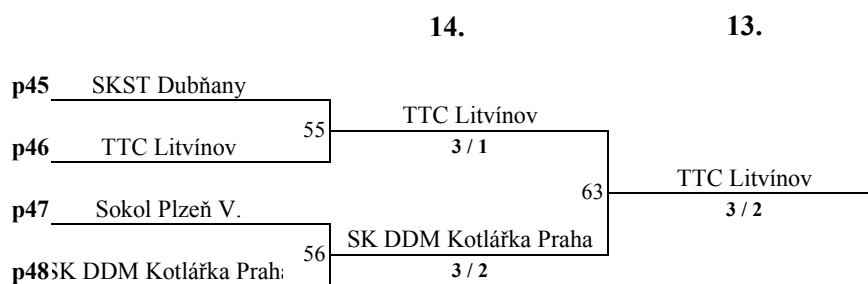 14. 13.
p45 SKST Dubňany
55 TTC Litvínov
p46 TTC Litvínov 3 / 1
63 TTC Litvínov
p47 Sokol Plzeň V. 3 / 2
56 SK DDM Kotlářka Praha
p48 SK DDM Kotlářka Praha 3 / 2